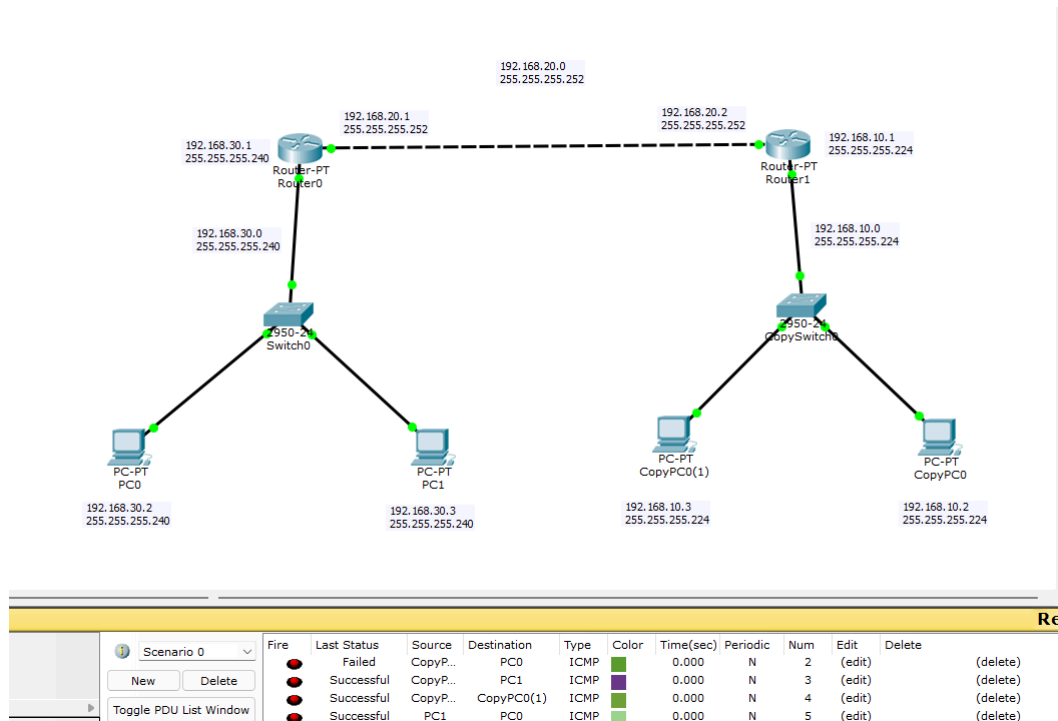 192.168.20.0
255.255.255.252
192.168.20.1
255.255.255.252
192.168.20.2
255.255.255.252
192.168.30.1
255.255.255.240
192.168.10.1
255.255.255.224
Router-PT
Router0
Router-PT
Router1
192.168.30.0
255.255.255.240
192.168.10.0
255.255.255.224
2950-24
Switch0
2950-24
CopySwitch0
PC-PT
PC0
PC-PT
PC1
PC-PT
CopyPC0(1)
PC-PT
CopyPC0
192.168.30.2
255.255.255.240
192.168.30.3
255.255.255.240
192.168.10.3
255.255.255.224
192.168.10.2
255.255.255.224
Re
Scenario 0
New Delete
Toggle PDU List Window
Fire Last Status Source Destination Type Color Time(sec) Periodic Num Edit Delete
Failed CopyP... PC0 ICMP 0.000 N 2 (edit) (delete)
Successful CopyP... PC1 ICMP 0.000 N 3 (edit) (delete)
Successful CopyP... CopyPC0(1) ICMP 0.000 N 4 (edit) (delete)
Successful PC1 PC0 ICMP 0.000 N 5 (edit) (delete)